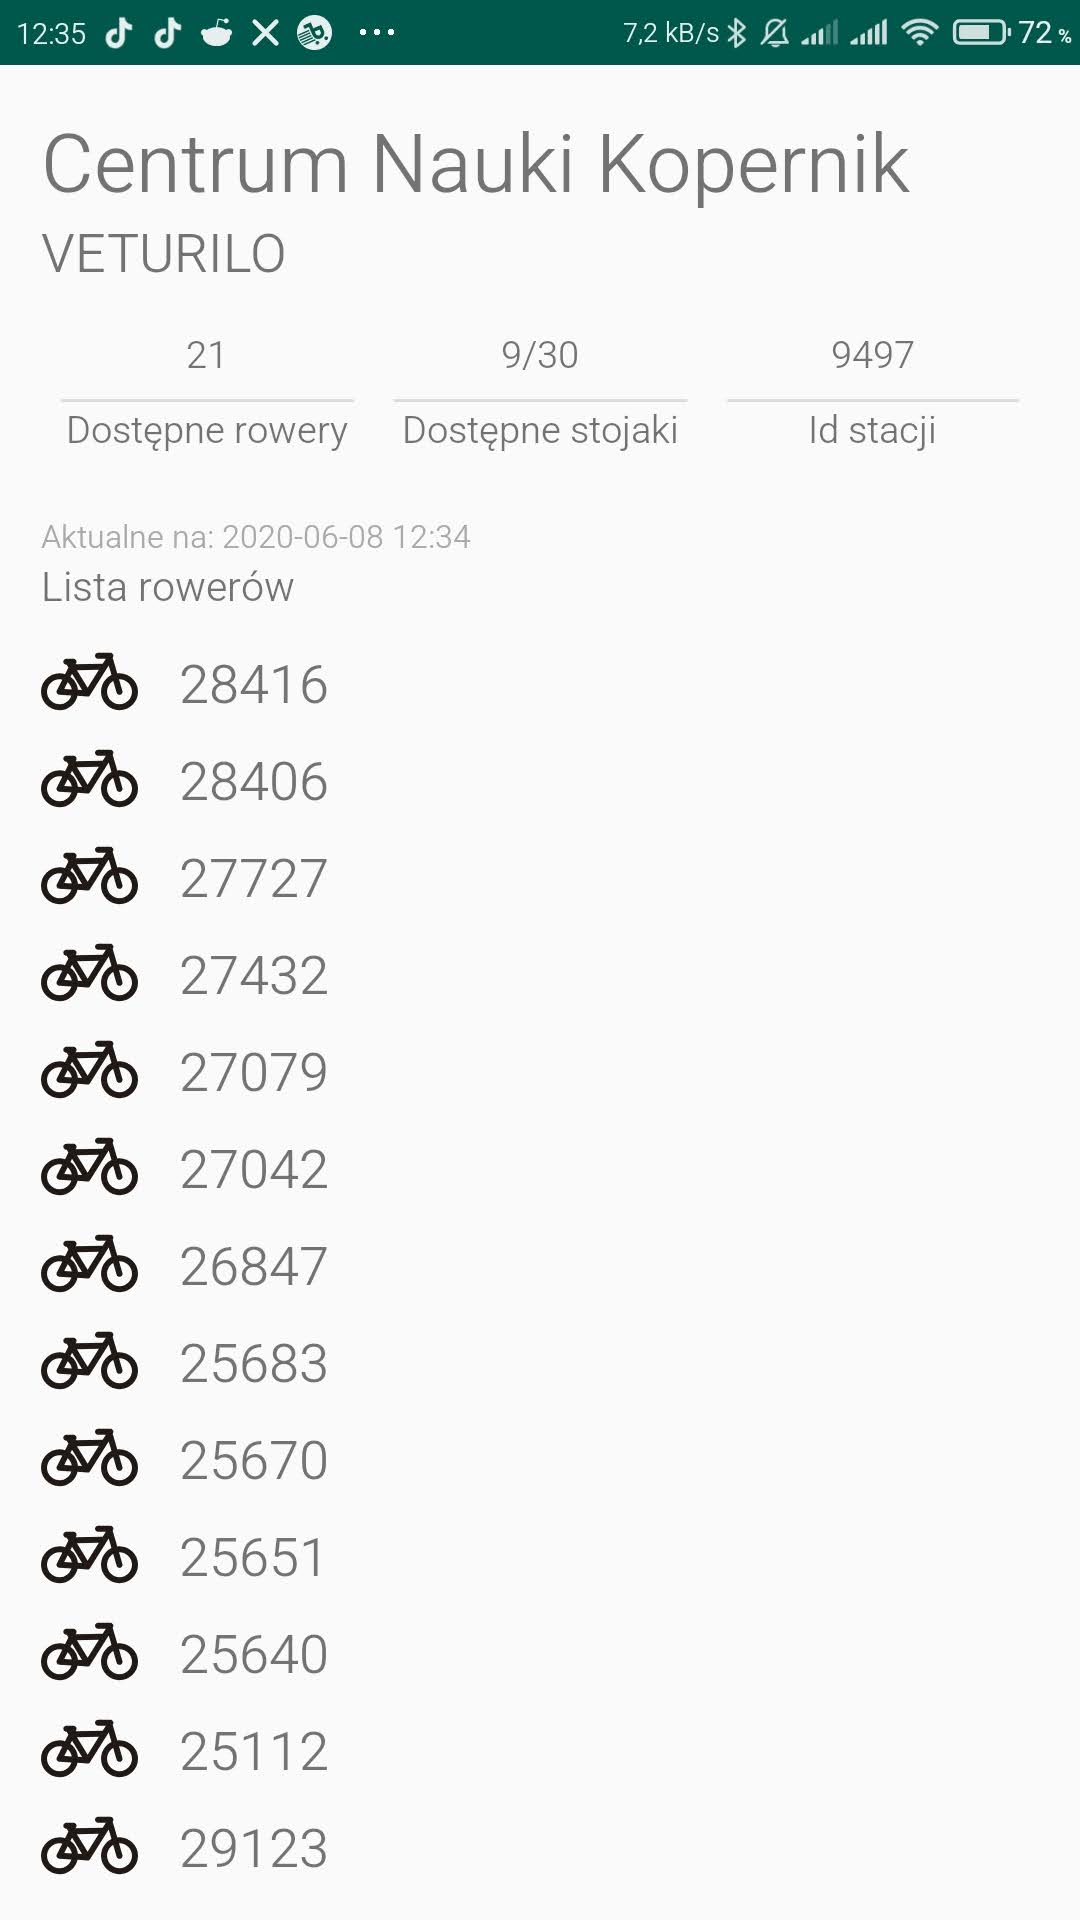 12:35 7,2 kB/s 72 %
Centrum Nauki Kopernik
VETURILO
21 9/30 9497
Dostępne rowery Dostępne stojaki Id stacji
Aktualne na: 2020-06-08 12:34
Lista rowerów
28416
28406
27727
27432
27079
27042
26847
25683
25670
25651
25640
25112
29123